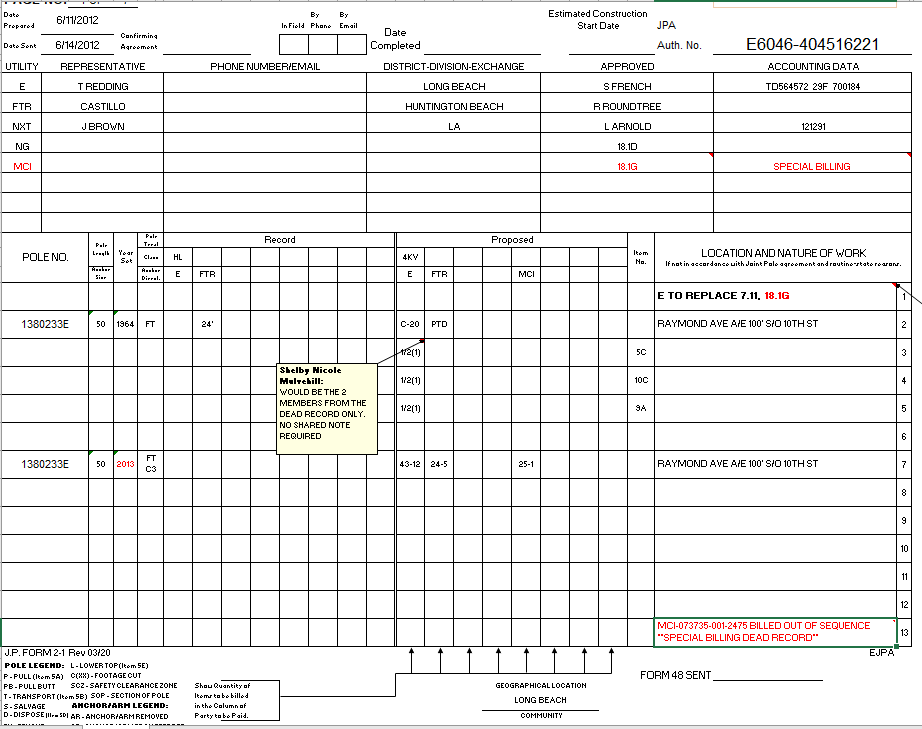 Date
Prepared
6/11/2012
Date Sent
6/14/2012
Confirming
Agreement
In Field
By
Phone
By
Email
Date
Completed
Estimated Construction
Start Date
JPA
Auth. No.
E6046-404516221
UTILITY REPRESENTATIVE PHONE NUMBER/EMAIL DISTRICT-DIVISION-EXCHANGE APPROVED ACCOUNTING DATA
E T REDDING LONG BEACH S FRENCH TD564572 29F 700184
FTR CASTILLO HUNTINGTON BEACH R ROUNDTREE
NXT J BROWN LA L ARNOLD 121291
NG 18.1D
MCI 18.1G SPECIAL BILLING
POLE NO.
Pole
Length
Anchor
Size
Year
Set
Pole
Treat
Class
Anchor
Direct.
Record
HL
E FTR
Proposed
4KV
E FTR MCI
Item
No.
LOCATION AND NATURE OF WORK
If not in accordance with Joint Pole agreement and routine-state reasons.
E TO REPLACE 7.11, 18.1G 1
1380233E 50 1964 FT 24' C-20 PTD RAYMOND AVE A/E 100' S/O 10TH ST 2
1/2(1) 5C 3
1/2(1) 10C 4
1/2(1) 9A 5
6
Shelby Nicole
Mulvehill:
WOULD BE THE 2
MEMBERS FROM THE
DEAD RECORD ONLY.
NO SHARED NOTE
REQUIRED
1380233E 50 2013 FT C3 43-12 24-5 25-1 RAYMOND AVE A/E 100' S/O 10TH ST 7
8
9
10
11
12
MCI-073735-001-2475 BILLED OUT OF SEQUENCE
**SPECIAL BILLING DEAD RECORD** 13
J.P. FORM 2-1 Rev 03/20
EJPA
POLE LEGEND: L - LOWER TOP (Item 5E)
P - PULL (Item 5A) C(XX) - FOOTAGE CUT
PB - PULL BUTT SCZ - SAFETY CLEARANCE ZONE
T - TRANSPORT (Item 5B) SOP - SECTION OF POLE
S - SALVAGE ANCHOR/ARM LEGEND:
D - DISPOSE (Item 5D) AR - ANCHOR/ARM REMOVED
Show Quantity of
Items to be billed
in the Column of
Party to be Paid.
GEOGRAPHICAL LOCATION
LONG BEACH
COMMUNITY
FORM 48 SENT